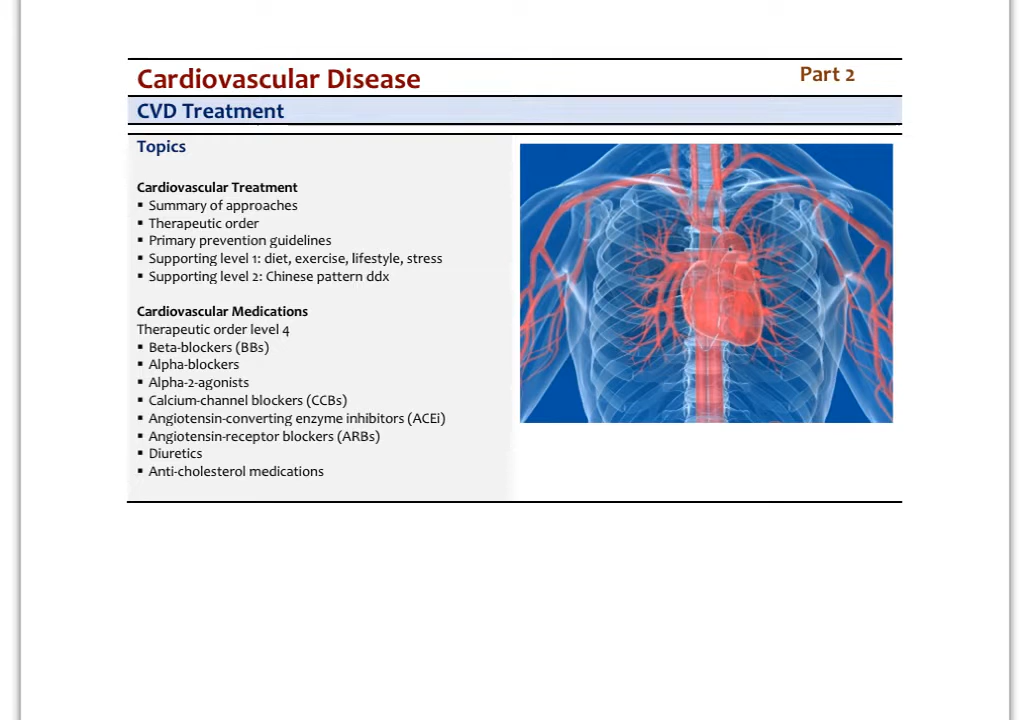 Cardiovascular Disease
Part 2
CVD Treatment
Topics
Cardiovascular Treatment
▪ Summary of approaches
▪ Therapeutic order
▪ Primary prevention guidelines
▪ Supporting level 1: diet, exercise, lifestyle, stress
▪ Supporting level 2: Chinese pattern ddx
Cardiovascular Medications
Therapeutic order level 4
▪ Beta-blockers (BBs)
▪ Alpha-blockers
▪ Alpha-2-agonists
▪ Calcium-channel blockers (CCBs)
▪ Angiotensin-converting enzyme inhibitors (ACEi)
▪ Angiotensin-receptor blockers (ARBs)
▪ Diuretics
▪ Anti-cholesterol medications